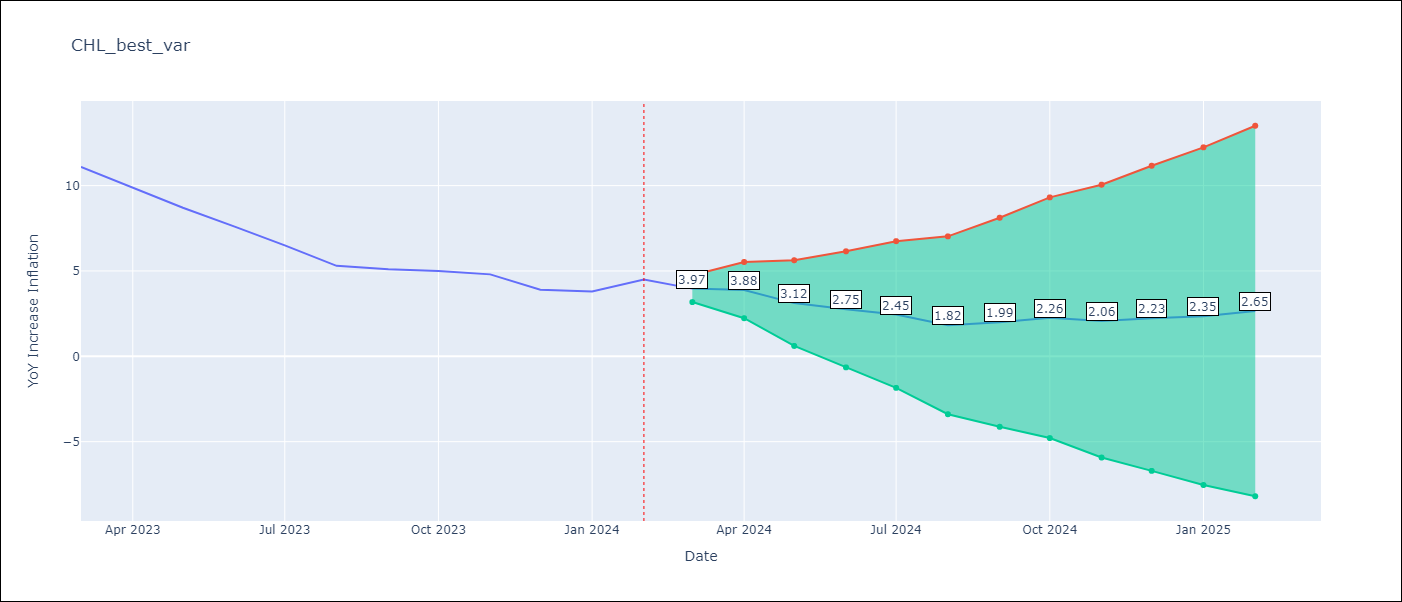 CHL_best_var
YoY Increase Inflation
10
5
0
−5
3.97
3.88
3.12
2.75
2.45
1.82
1.99
2.26
2.06
2.23
2.35
2.65
Apr 2023
Jul 2023
Oct 2023
Jan 2024
Apr 2024
Jul 2024
Oct 2024
Jan 2025
Date